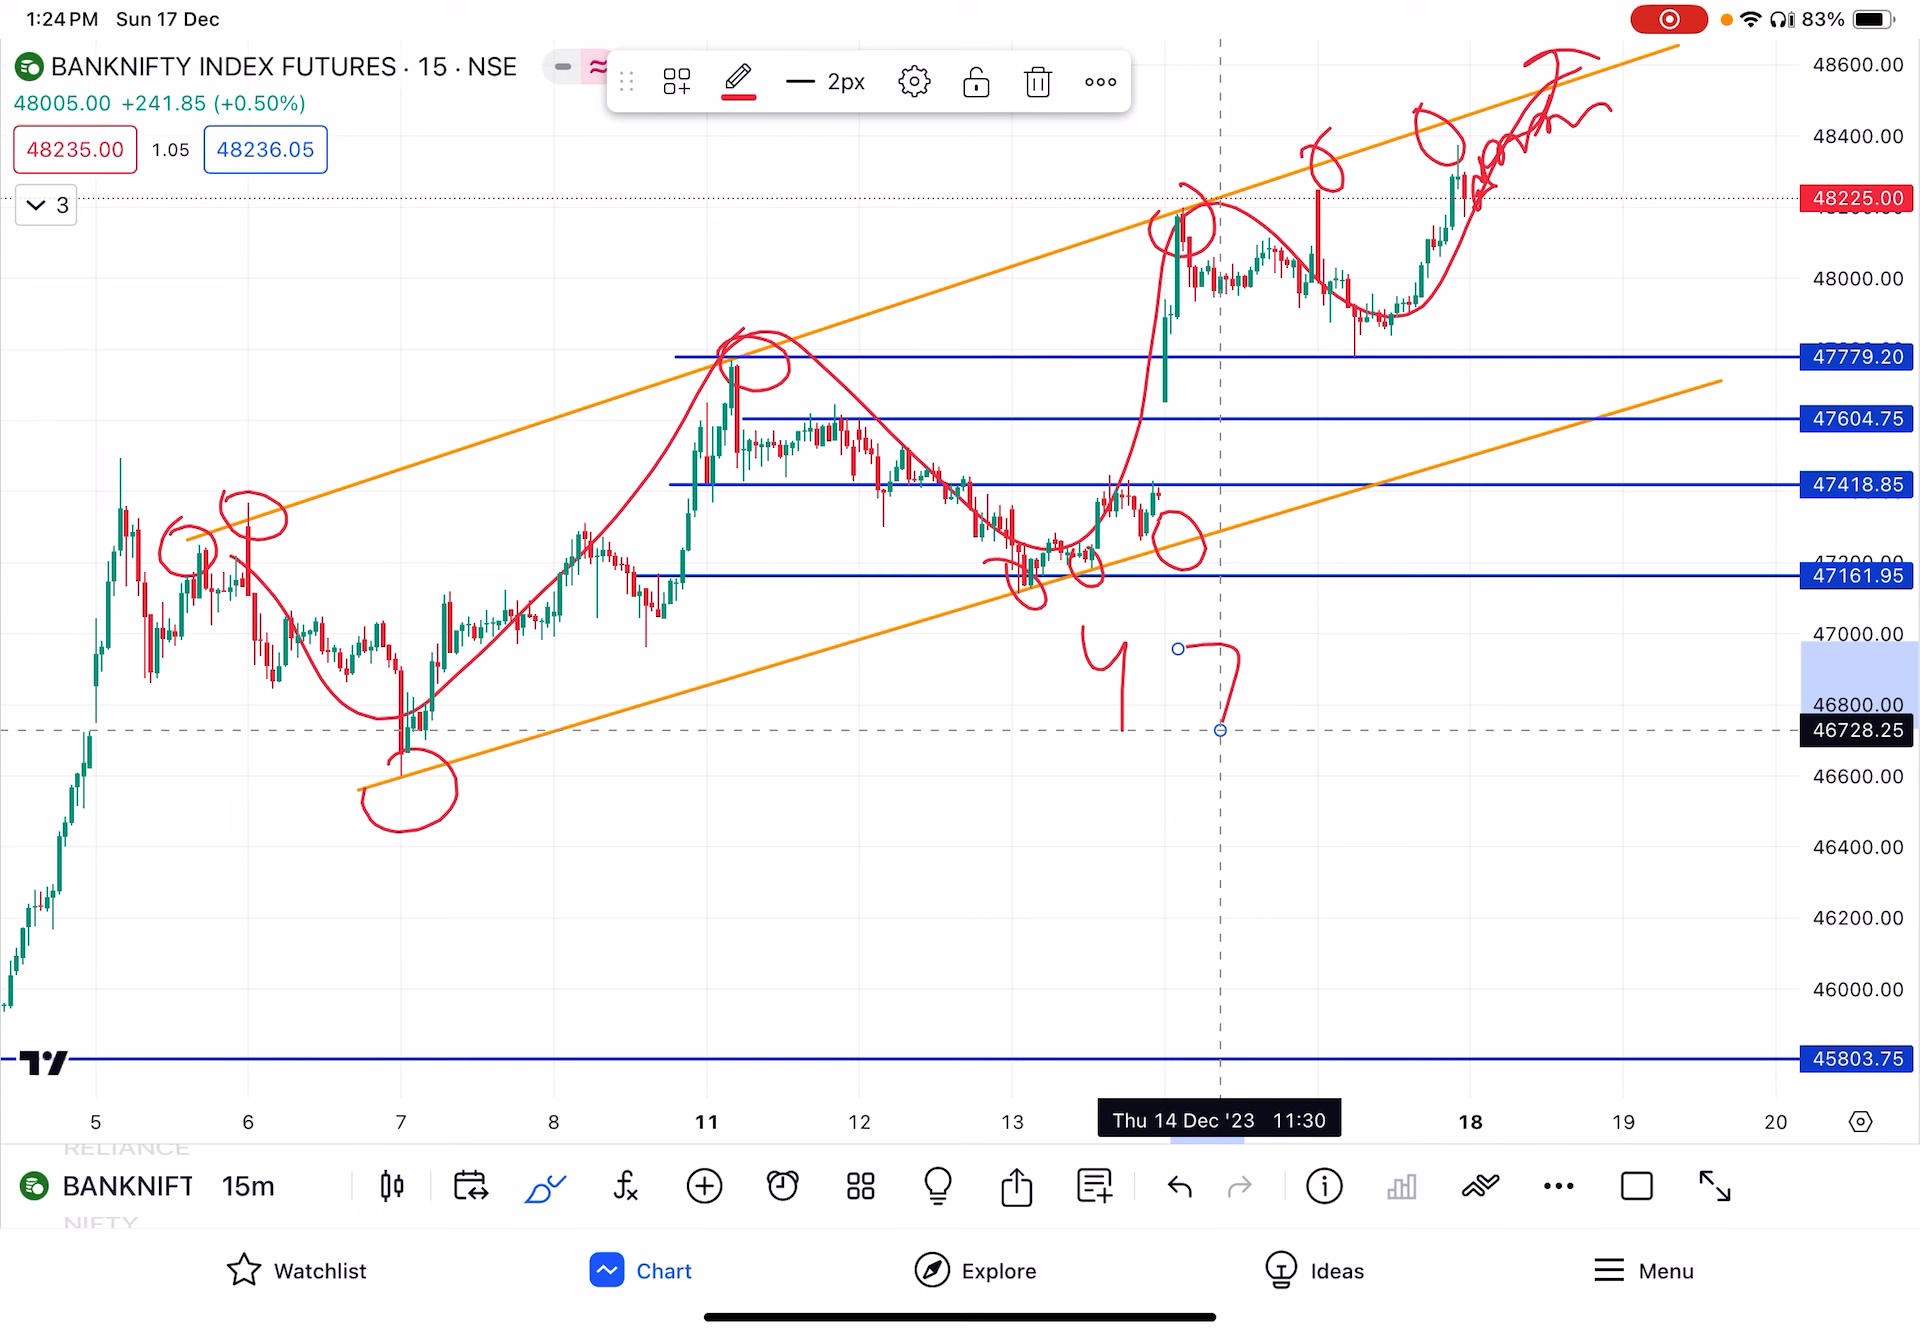 1:24 PM Sun 17 Dec 83%
BANKNIFTY INDEX FUTURES · 15 · NSE
2px
48005.00 +241.85 (+0.50%)
48235.00 1.05 48236.05
3
48600.00
48400.00
48225.00
48000.00
47779.20
47604.75
47418.85
47161.95
47000.00
46800.00
46728.25
46600.00
46400.00
46200.00
46000.00
45803.75
47
5 6 7 8 11 12 13 Thu 14 Dec '23 11:30 18 19 20
RELIANCE
BANKNIFT 15m
NIFTY
Watchlist Chart Explore Ideas Menu